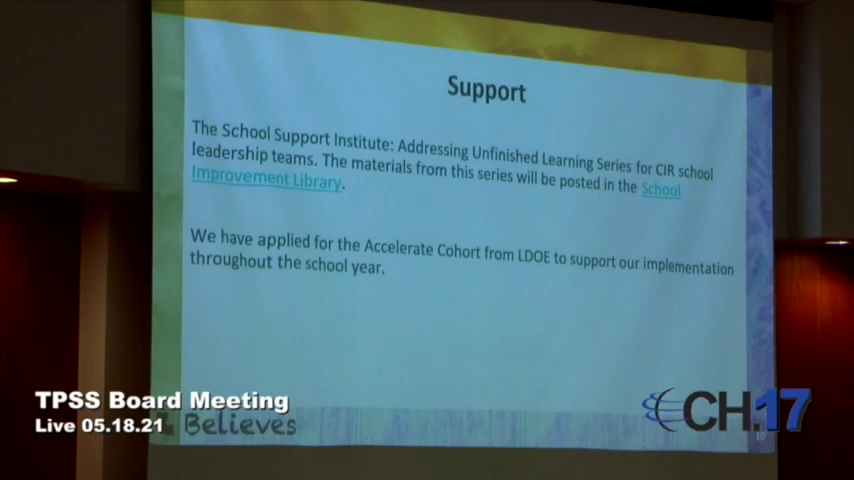 Support
The School Support Institute: Addressing Unfinished Learning Series for CIR school
leadership teams. The materials from this series will be posted in the School
Improvement Library.
We have applied for the Accelerate Cohort from LDOE to support our implementation
throughout the school year.
TPSS Board Meeting
Live 05.18.21
Believes
CH.17
10